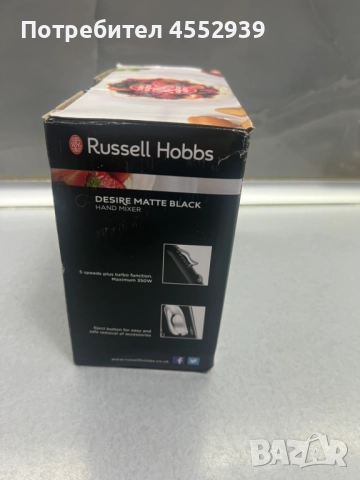 Потребител 4552939
Russell Hobbs
DESIRE MATTE BLACK
HAND MIXER
5 speeds plus turbo function.
Maximum 350W
Eject button for easy and
safe removal of accessories
www.russellhobbs.co.uk
BAZAR